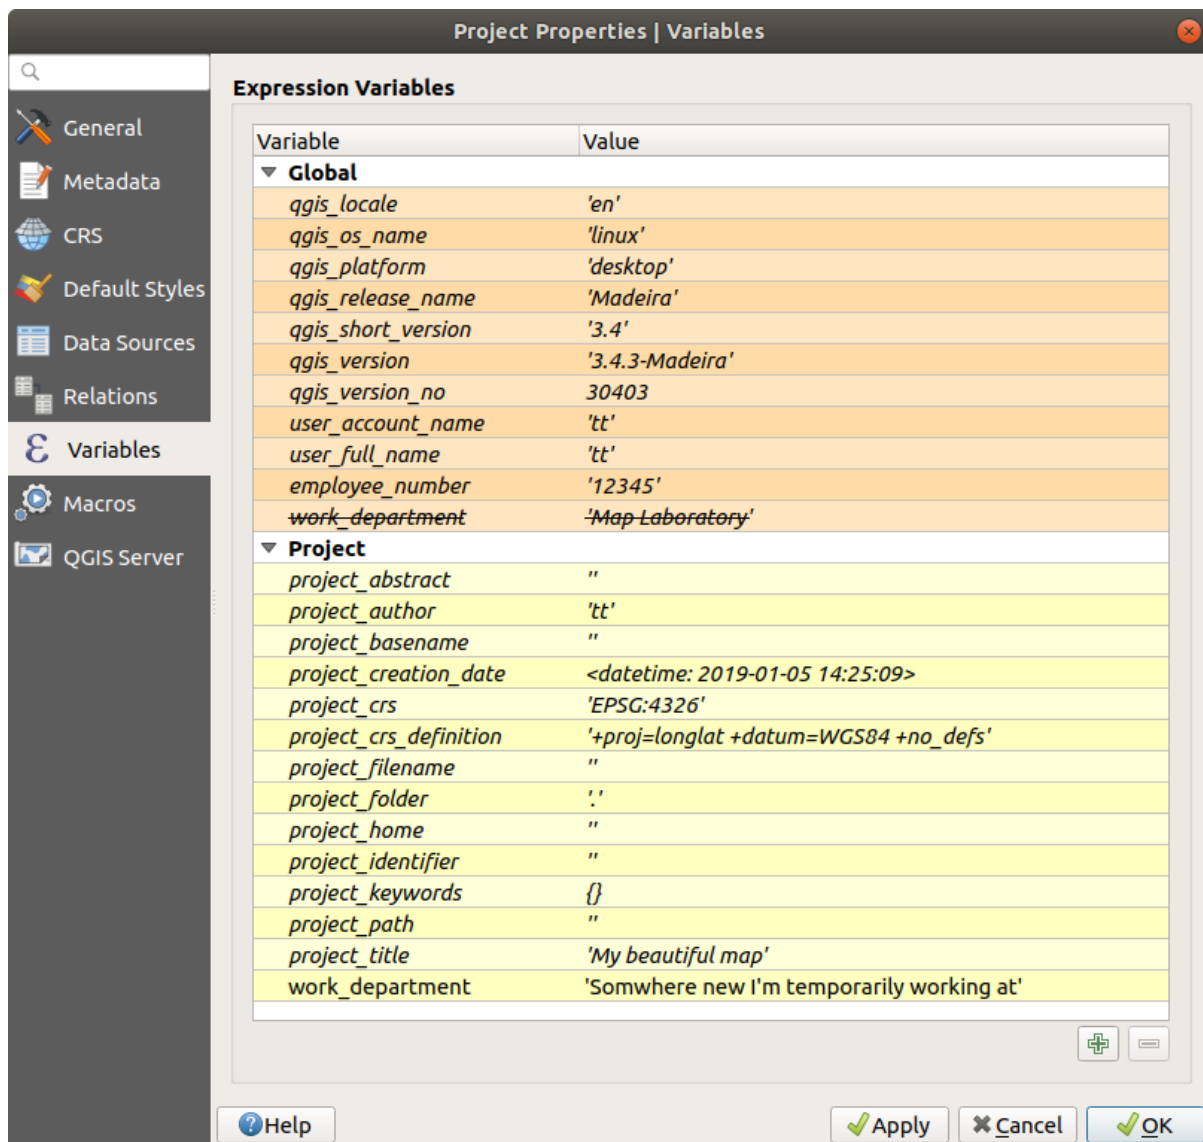 Project Properties | Variables
General
Metadata
CRS
Default Styles
Data Sources
Relations
Variables
Macros
QGIS Server
Expression Variables
Variable Value
Global
qgis_locale 'en'
qgis_os_name 'linux'
qgis_platform 'desktop'
qgis_release_name 'Madeira'
qgis_short_version '3.4'
qgis_version '3.4.3-Madeira'
qgis_version_no 30403
user_account_name 'tt'
user_full_name 'tt'
employee_number '12345'
work_department 'Map Laboratory'
Project
project_abstract ''
project_author 'tt'
project_basename ''
project_creation_date <datetime: 2019-01-05 14:25:09>
project_crs 'EPSG:4326'
project_crs_definition '+proj=longlat +datum=WGS84 +no_defs'
project_filename ''
project_folder '.'
project_home ''
project_identifier ''
project_keywords {}
project_path ''
project_title 'My beautiful map'
work_department 'Somwhere new I'm temporarily working at'
Help Apply Cancel OK